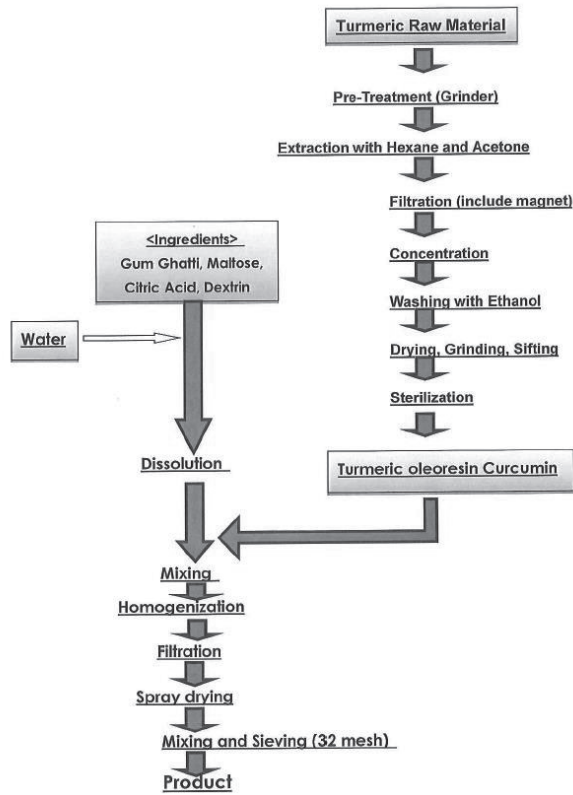 Turmeric Raw Material
Pre-Treatment (Grinder)
Extraction with Hexane and Acetone
Filtration (include magnet)
Concentration
Washing with Ethanol
Drying, Grinding, Sifting
Sterilization
Turmeric oleoresin Curcumin
<Ingredients>
Gum Ghatti, Maltose,
Citric Acid, Dextrin
Water
Dissolution
Mixing
Homogenization
Filtration
Spray drying
Mixing and Sieving (32 mesh)
Product